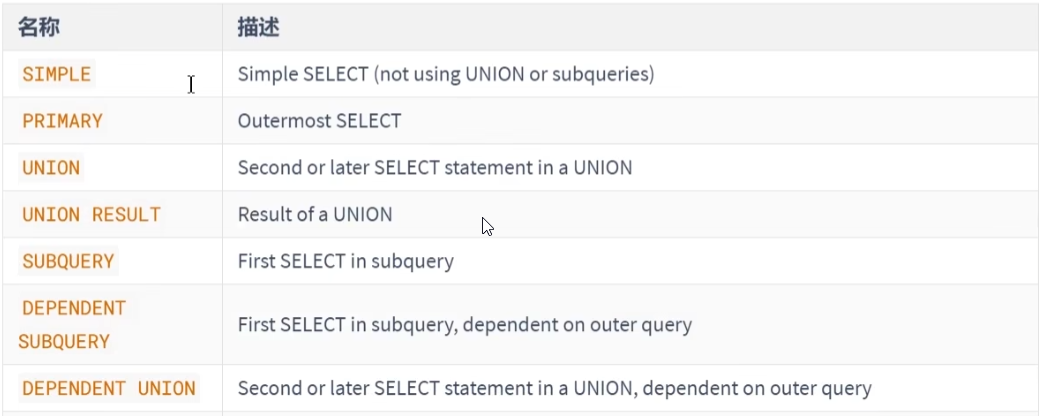 名称 描述
SIMPLE Simple SELECT (not using UNION or subqueries)
PRIMARY Outermost SELECT
UNION Second or later SELECT statement in a UNION
UNION RESULT Result of a UNION
SUBQUERY First SELECT in subquery
DEPENDENT
SUBQUERY
First SELECT in subquery, dependent on outer query
DEPENDENT UNION Second or later SELECT statement in a UNION, dependent on outer query